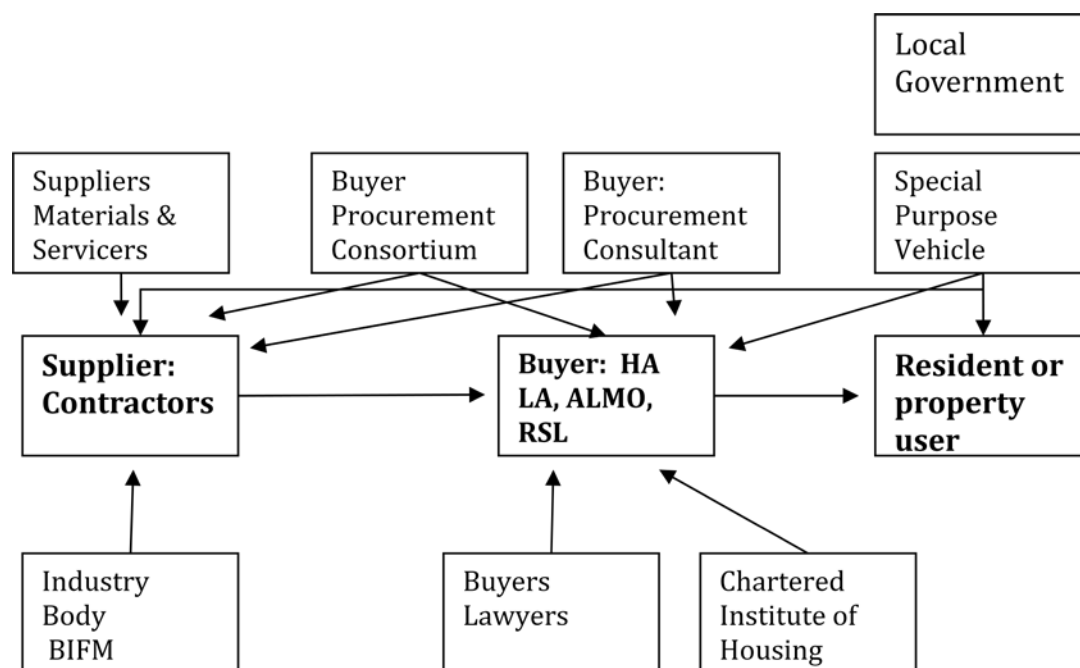 Local
Government
Suppliers
Materials &
Servicers
Buyer
Procurement
Consortium
Buyer:
Procurement
Consultant
Special
Purpose
Vehicle
Supplier:
Contractors
Buyer: HA
LA, ALMO,
RSL
Resident or
property
user
Industry
Body
BIFM
Buyers
Lawyers
Chartered
Institute of
Housing